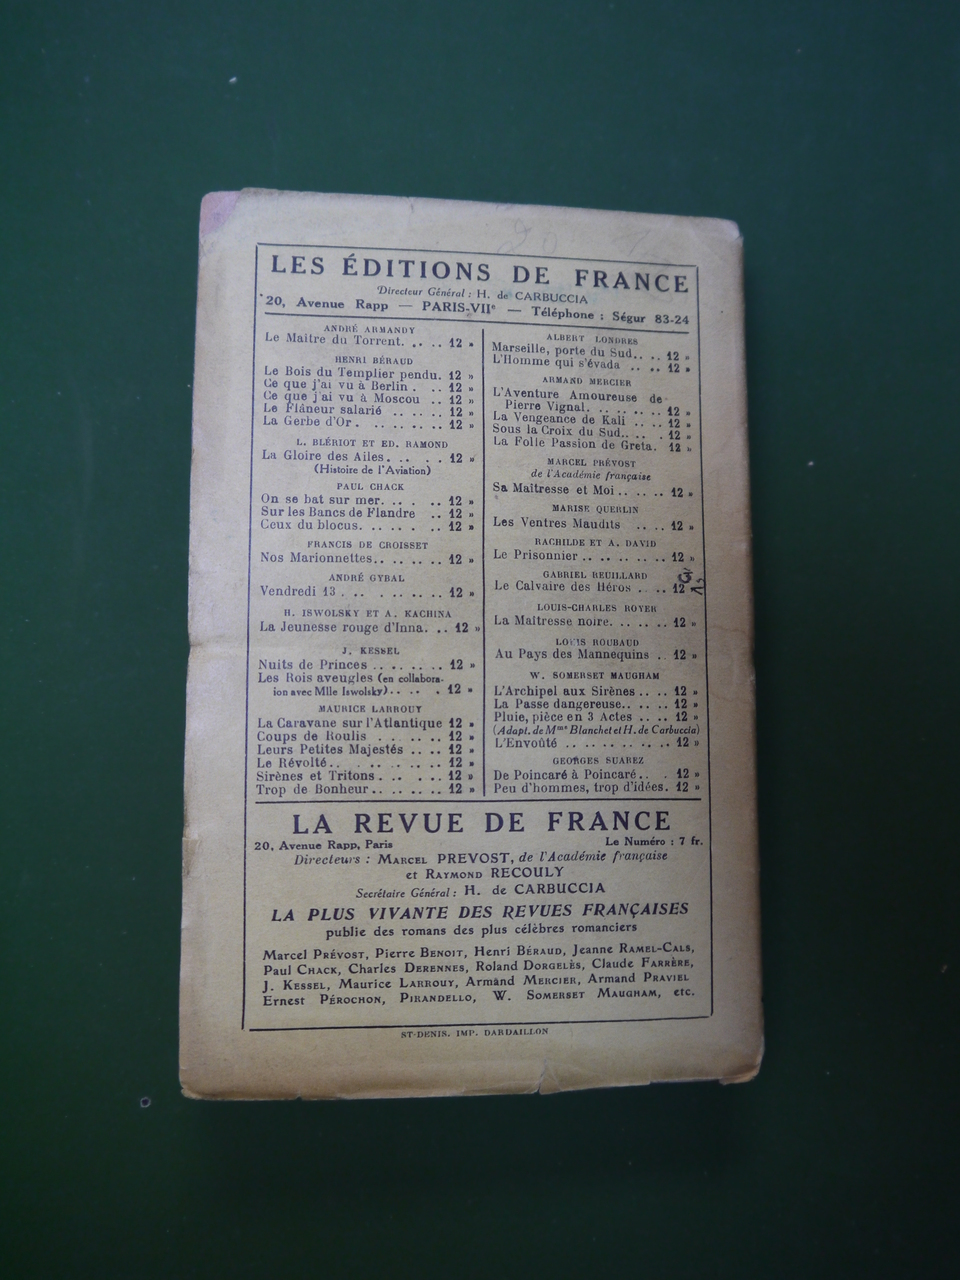 LES ÉDITIONS DE FRANCE
Directeur Général : H. de CARBUCCIA
20, Avenue Rapp — PARIS-VIIe — Téléphone : Ségur 83-24
ANDRÉ ARMANDY
Le Maitre du Torrent. .. .. 12 »
HENRI BÉRAUD
Le Bois du Templier pendu. 12 »
Ce que j'ai vu à Berlin . .. 12 »
Ce que j'ai vu à Moscou .. 12 »
Le Flâneur salarié .. .. .. 12 »
La Gerbe d'Or . .. .. .. .. 12 »
L. BLÉRIOT ET ED. RAMOND
La Gloire des Ailes. .. .. .. 12 »
(Histoire de l'Aviation)
PAUL CHACK
On se bat sur mer. .. .. .. 12 »
Sur les Bancs de Flandre .. 12 »
Ceux du blocus. .. .. .. .. 12 »
FRANCIS DE CROISSET
Nos Marionnettes. .. .. .. 12 »
ANDRÉ GYBAL
Vendredi 13 . .. .. .. .. .. 12 »
H. ISWOLSKY ET A. KACHINA
La Jeunesse rouge d'Inna. .. 12 »
J. KESSEL
Nuits de Princes .. .. .. .. 12 »
Les Rois aveugles (en collabora-
ion avec Mlle Iswolsky) .. .. . 12 »
MAURICE LARROUY
La Caravane sur l'Atlantique 12 »
Coups de Roulis . .. .. .. 12 »
Leurs Petites Majestés .. .. 12 »
Le Révolté .. .. .. .. .. 12 »
Sirènes et Tritons . .. .. .. 12 »
Trop de Bonheur .. .. .. .. 12 »
ALBERT LONDRES
Marseille, porte du Sud. .. .. 12 »
L'Homme qui s'évada .. .. 12 »
ARMAND MERCIER
L'Aventure Amoureuse de
Pierre Vignal. .. .. .. .. 12 »
La Vengeance de Kali .. .. 12 »
Sous la Croix du Sud. .. .. 12 »
La Folle Passion de Greta. 12 »
MARCEL PRÉVOST
de l'Académie française
Sa Maîtresse et Moi .. .. .. 12 »
MARISE QUERLIN
Les Ventres Maudits .. .. 12 »
RACHILDE ET A. DAVID
Le Prisonnier .. .. .. .. .. 12 »
GABRIEL REUILLARD
Le Calvaire des Héros . .. .. 12
LOUIS-CHARLES ROYER
La Maîtresse noire. .. .. .. 12 »
LOUIS ROUBAUD
Au Pays des Mannequins .. 12 »
W. SOMERSET MAUGHAM
L'Archipel aux Sirènes .. .. 12 »
La Passe dangereuse. .. .. 12 »
Pluie, pièce en 3 Actes .. .. 12 »
(Adapt. de Mme Blanchet et H. de Carbuccia)
L'Envoûté .. .. .. .. .. .. 12 »
GEORGES SUAREZ
De Poincaré à Poincaré .. . 12 »
Peu d'hommes, trop d'idées. 12 »
LA REVUE DE FRANCE
20, Avenue Rapp, Paris Le Numéro : 7 fr.
Directeurs : MARCEL PREVOST, de l'Académie française
et RAYMOND RECOULY
Secrétaire Général : H. de CARBUCCIA
LA PLUS VIVANTE DES REVUES FRANÇAISES
publie des romans des plus célèbres romanciers
Marcel PRÉVOST, Pierre BENOIT, Henri BÉRAUD, Jeanne RAMEL-CALS,
Paul CHACK, Charles DERENNES, Roland DORGELÈS, Claude FARRÈRE,
J. KESSEL, Maurice LARROUY, Armand MERCIER, Armand PRAVIEL
Ernest PÉROCHON, PIRANDELLO, W. SOMERSET MAUGHAM, etc.
ST-DENIS. IMP. DARDAILLON